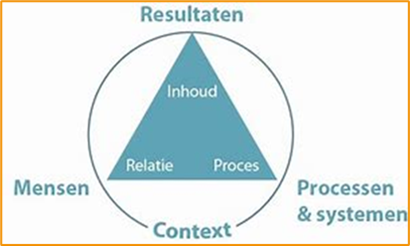 Resultaten
Inhoud
Relatie
Proces
Mensen
Processen
& systemen
Context